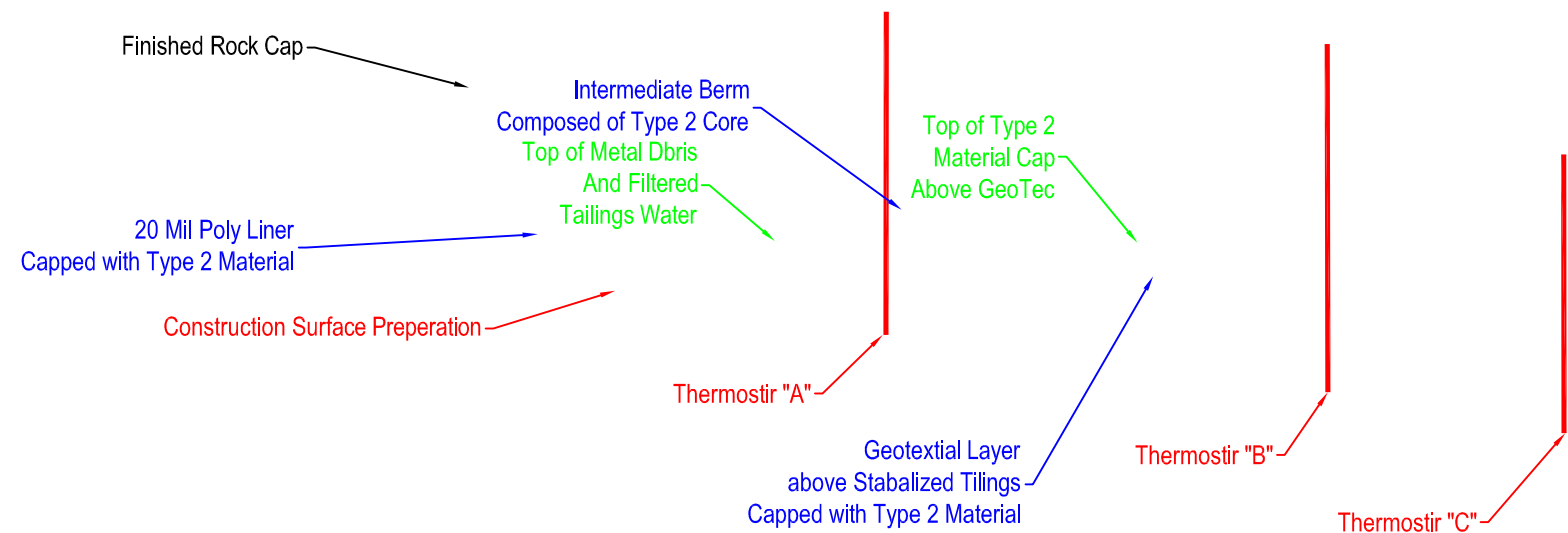 Finished Rock Cap
Intermediate Berm
Composed of Type 2 Core
Top of Metal Dbris
And Filtered
Tailings Water
Top of Type 2
Material Cap
Above GeoTec
20 Mil Poly Liner
Capped with Type 2 Material
Construction Surface Preperation
Thermostir "A"
Geotextial Layer
above Stabalized Tilings
Capped with Type 2 Material
Thermostir "B"
Thermostir "C"